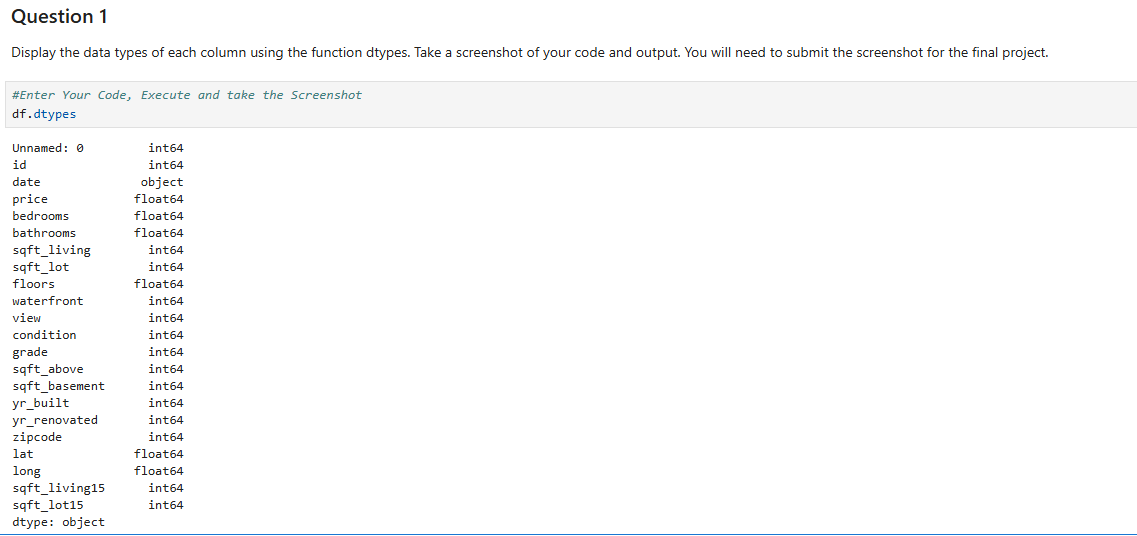 Question 1
Display the data types of each column using the function dtypes. Take a screenshot of your code and output. You will need to submit the screenshot for the final project.
#Enter Your Code, Execute and take the Screenshot
df.dtypes
Unnamed: 0         int64
id                 int64
date              object
price            float64
bedrooms         float64
bathrooms        float64
sqft_living        int64
sqft_lot           int64
floors           float64
waterfront         int64
view               int64
condition          int64
grade              int64
sqft_above         int64
sqft_basement      int64
yr_built           int64
yr_renovated       int64
zipcode            int64
lat              float64
long             float64
sqft_living15      int64
sqft_lot15         int64
dtype: object